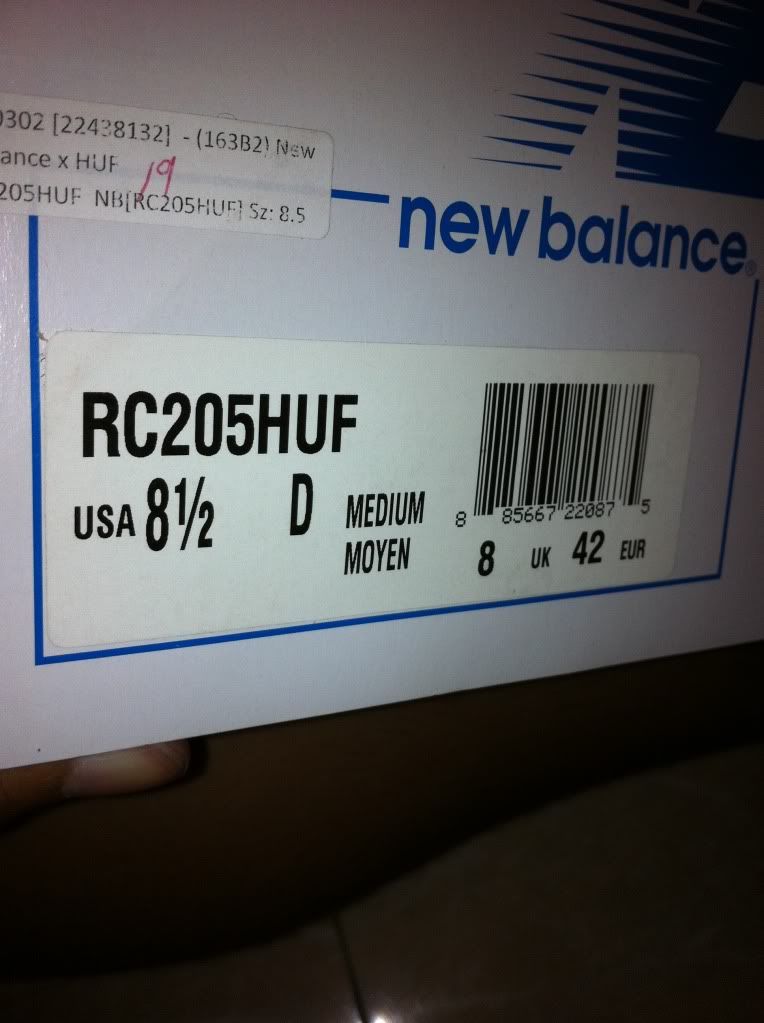 0302 [22438132] - (163B2) New
ance x HUF
19
205HUF NB[RC205HUF] Sz: 8.5
new balance®
RC205HUF
USA 8½ D MEDIUM
MOYEN
8 85667 22087 5
8 UK 42 EUR